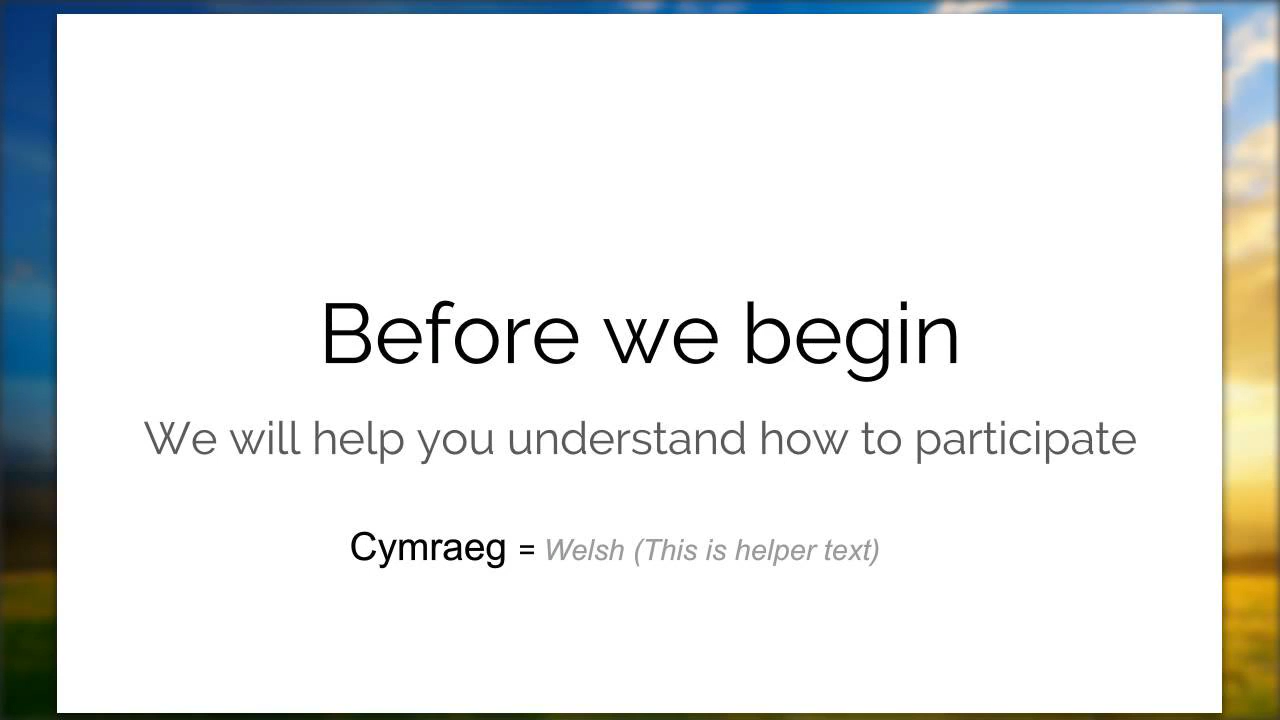 Before we begin
We will help you understand how to participate
Cymraeg = Welsh (This is helper text)